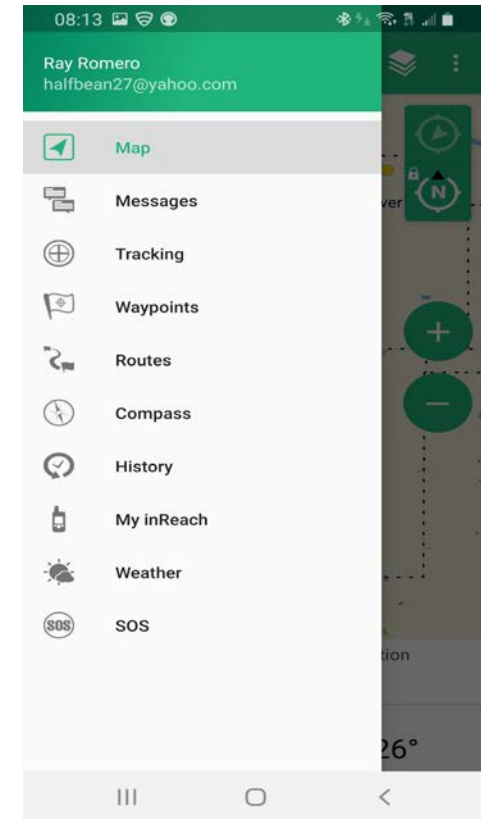 08:13
Ray Romero
halfbean27@yahoo.com
Map
Messages
ver
N
Tracking
Waypoints
+
Routes
Compass
−
History
My inReach
Weather
SOS
SOS
tion
26°